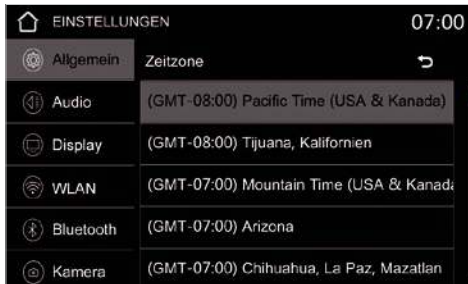 EINSTELLUNGEN 07:00
Allgemein Zeitzone
Audio (GMT-08:00) Pacific Time (USA & Kanada)
Display (GMT-08:00) Tijuana, Kalifornien
WLAN (GMT-07:00) Mountain Time (USA & Kanada
Bluetooth (GMT-07:00) Arizona
Kamera (GMT-07:00) Chihuahua, La Paz, Mazatlan